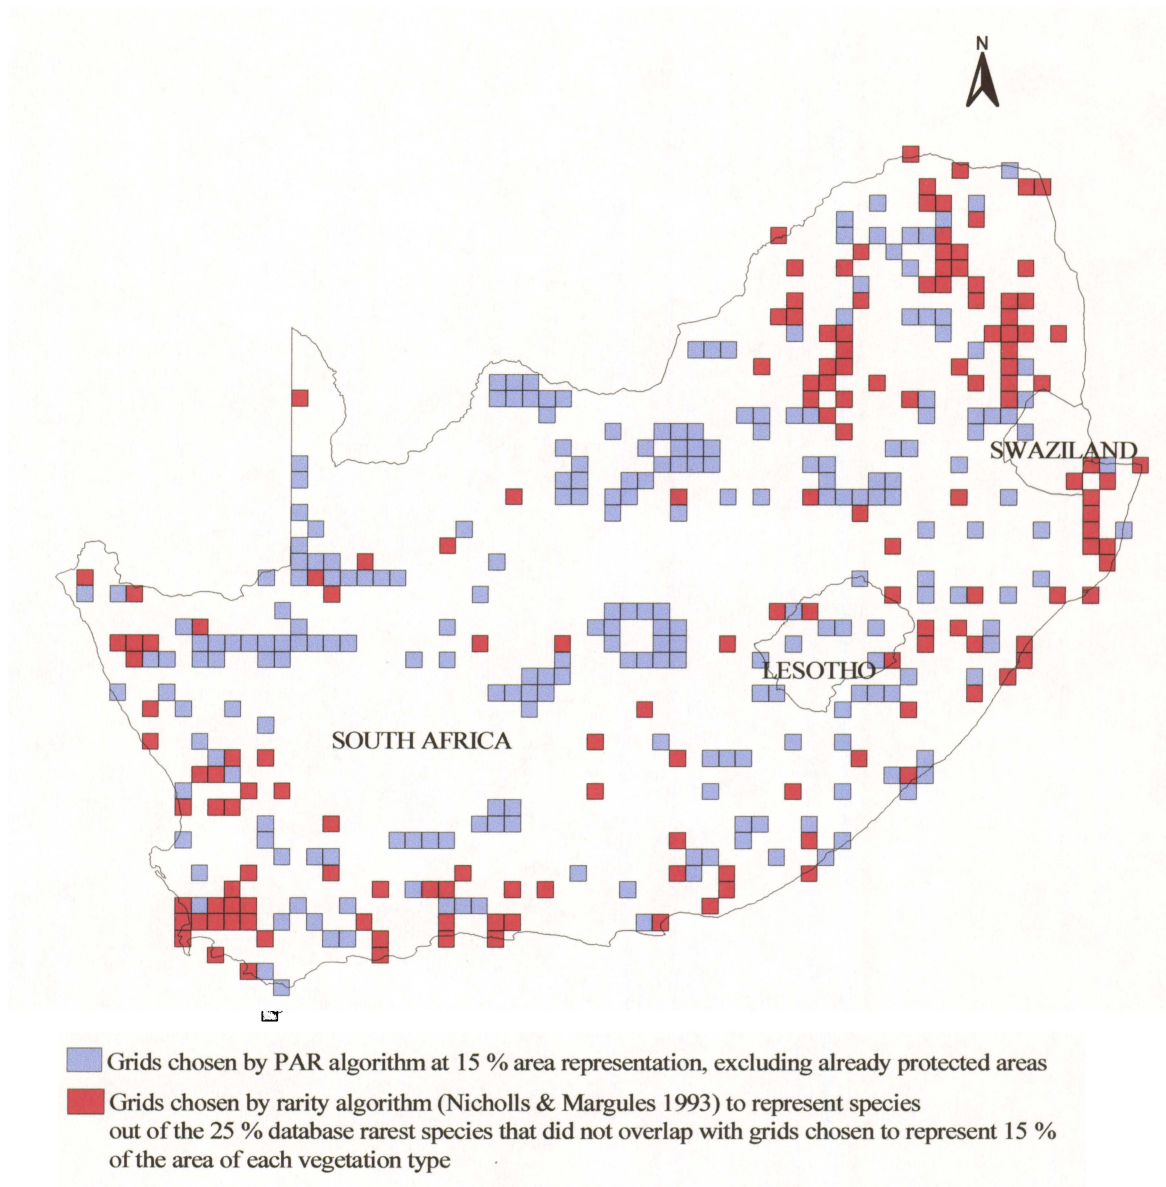 N
SWAZILAND
LESOTHO
SOUTH AFRICA
Grids chosen by PAR algorithm at 15 % area representation, excluding already protected areas
Grids chosen by rarity algorithm (Nicholls & Margules 1993) to represent species
out of the 25 % database rarest species that did not overlap with grids chosen to represent 15 %
of the area of each vegetation type